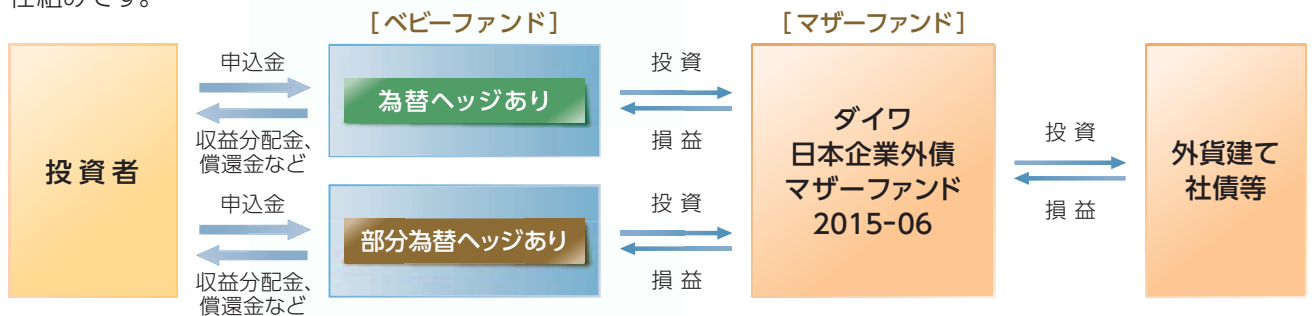 仕組みです。
［ベビーファンド］
［マザーファンド］
投資者
申込金
収益分配金、
償還金など
為替ヘッジあり
投 資
損 益
申込金
収益分配金、
償還金など
部分為替ヘッジあり
投 資
損 益
ダイワ
日本企業外債
マザーファンド
2015-06
投 資
損 益
外貨建て
社債等